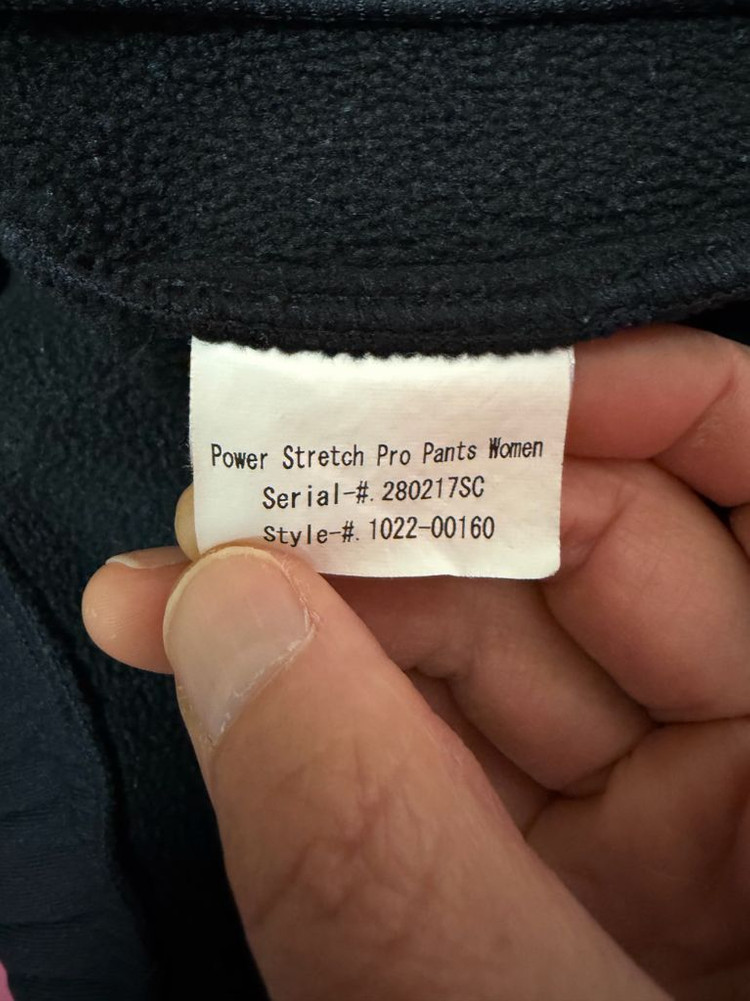 Power Stretch Pro Pants Women
Serial-#. 280217SC
Style-#. 1022-00160